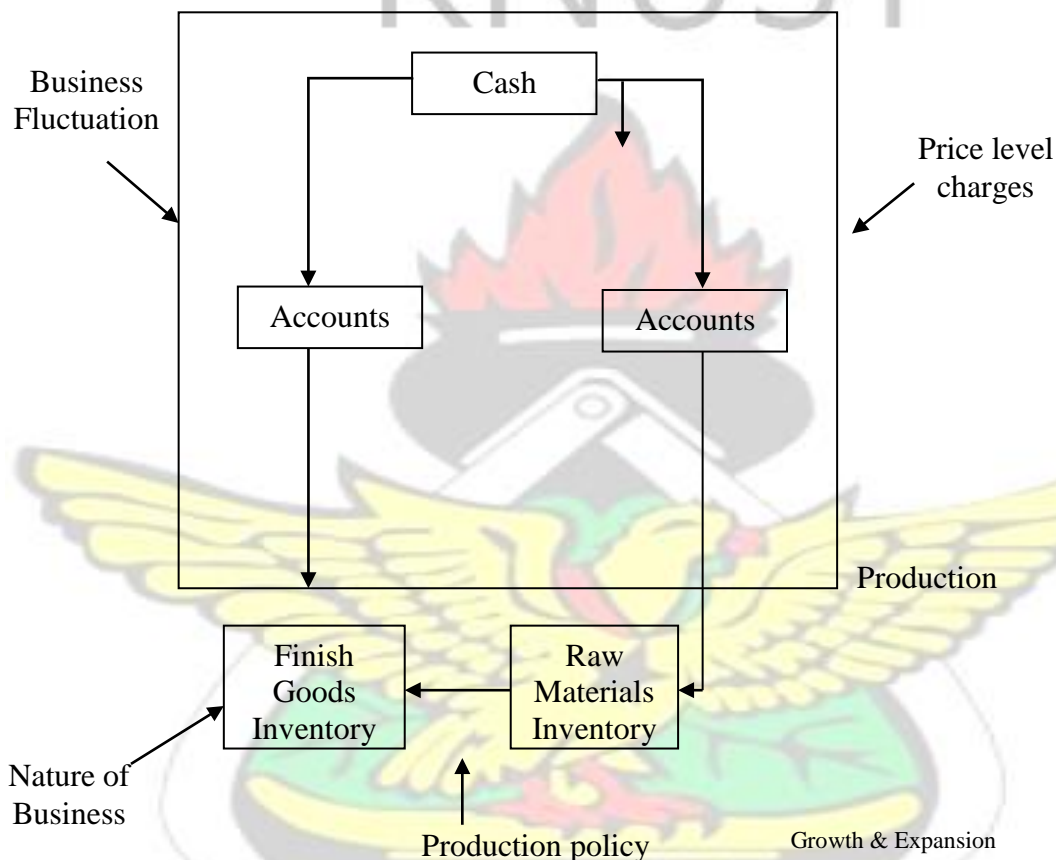 KNUST
Business
Fluctuation
Cash
Price level
charges
Accounts
Accounts
Production
Finish
Goods
Inventory
Raw
Materials
Inventory
Nature of
Business
Production policy
Growth & Expansion